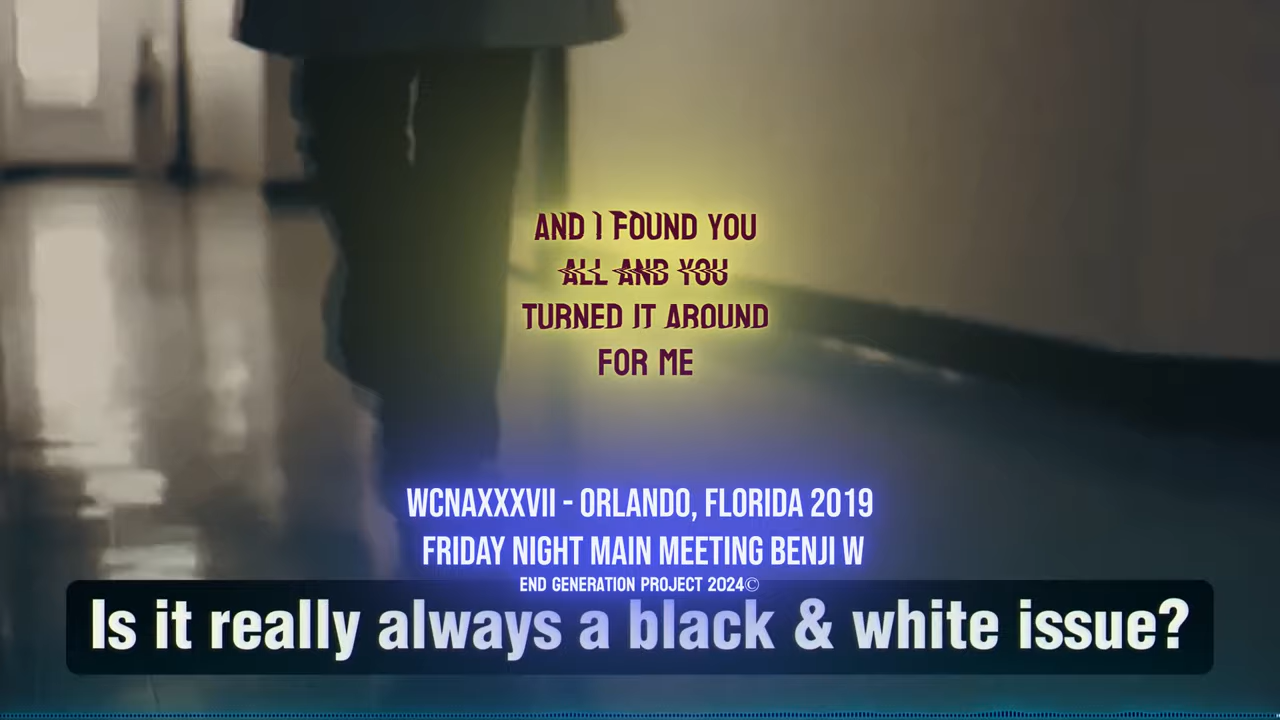 AND I FOUND YOU
ALL AND YOU
TURNED IT AROUND
FOR ME
WCNAXXXVII - ORLANDO, FLORIDA 2019
FRIDAY NIGHT MAIN MEETING BENJI W
END GENERATION PROJECT 2024©
Is it really always a black & white issue?